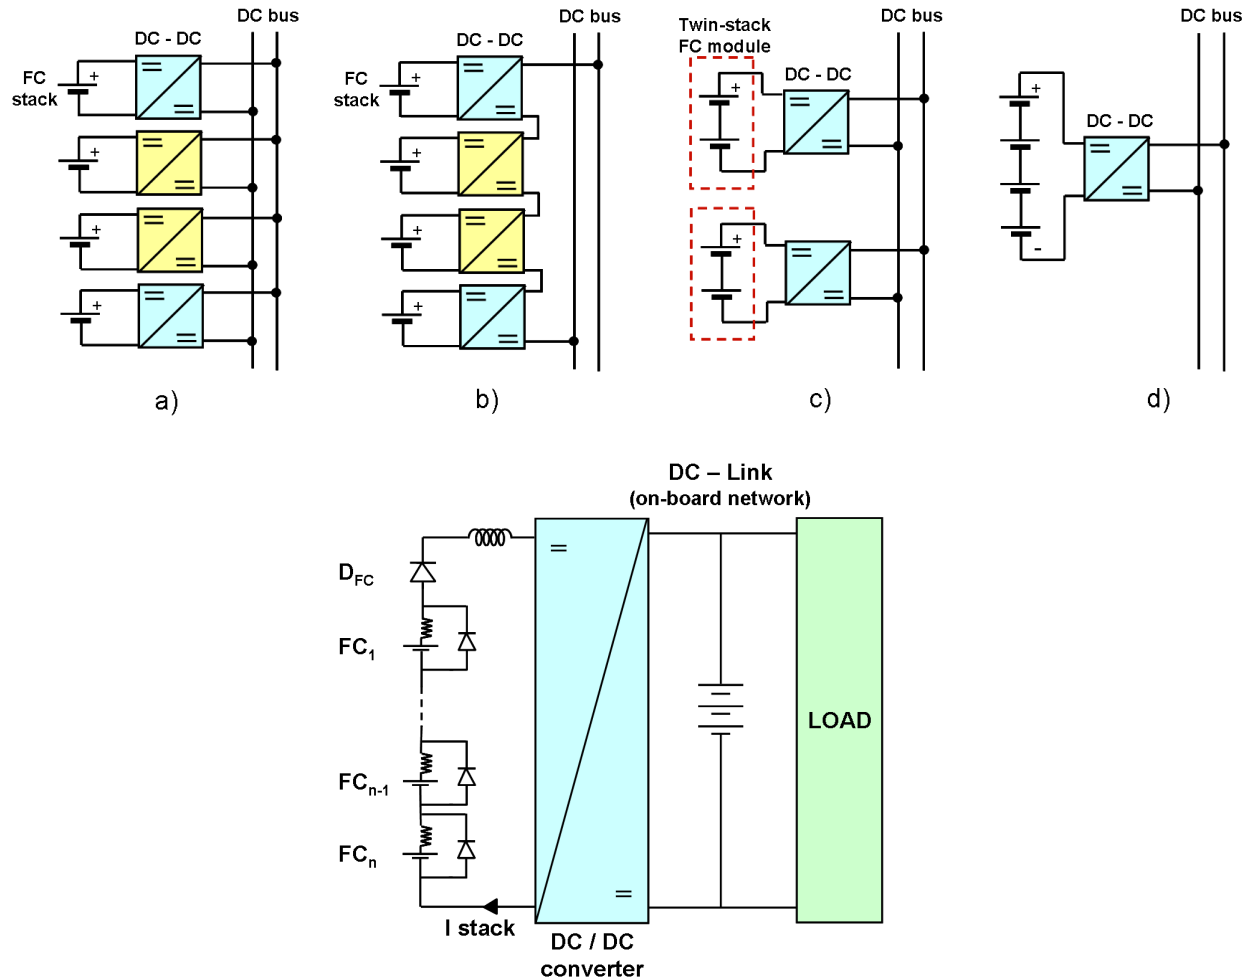 DC bus
DC - DC
FC
stack
+
+
+
+
a)
DC bus
DC - DC
FC
stack
+
+
+
+
b)
DC bus
Twin-stack
FC module
DC - DC
+
+
c)
DC bus
DC - DC
+
-
d)
DC – Link
(on-board network)
D_FC
FC₁
FCₙ₋₁
FCₙ
I stack
DC / DC
converter
LOAD